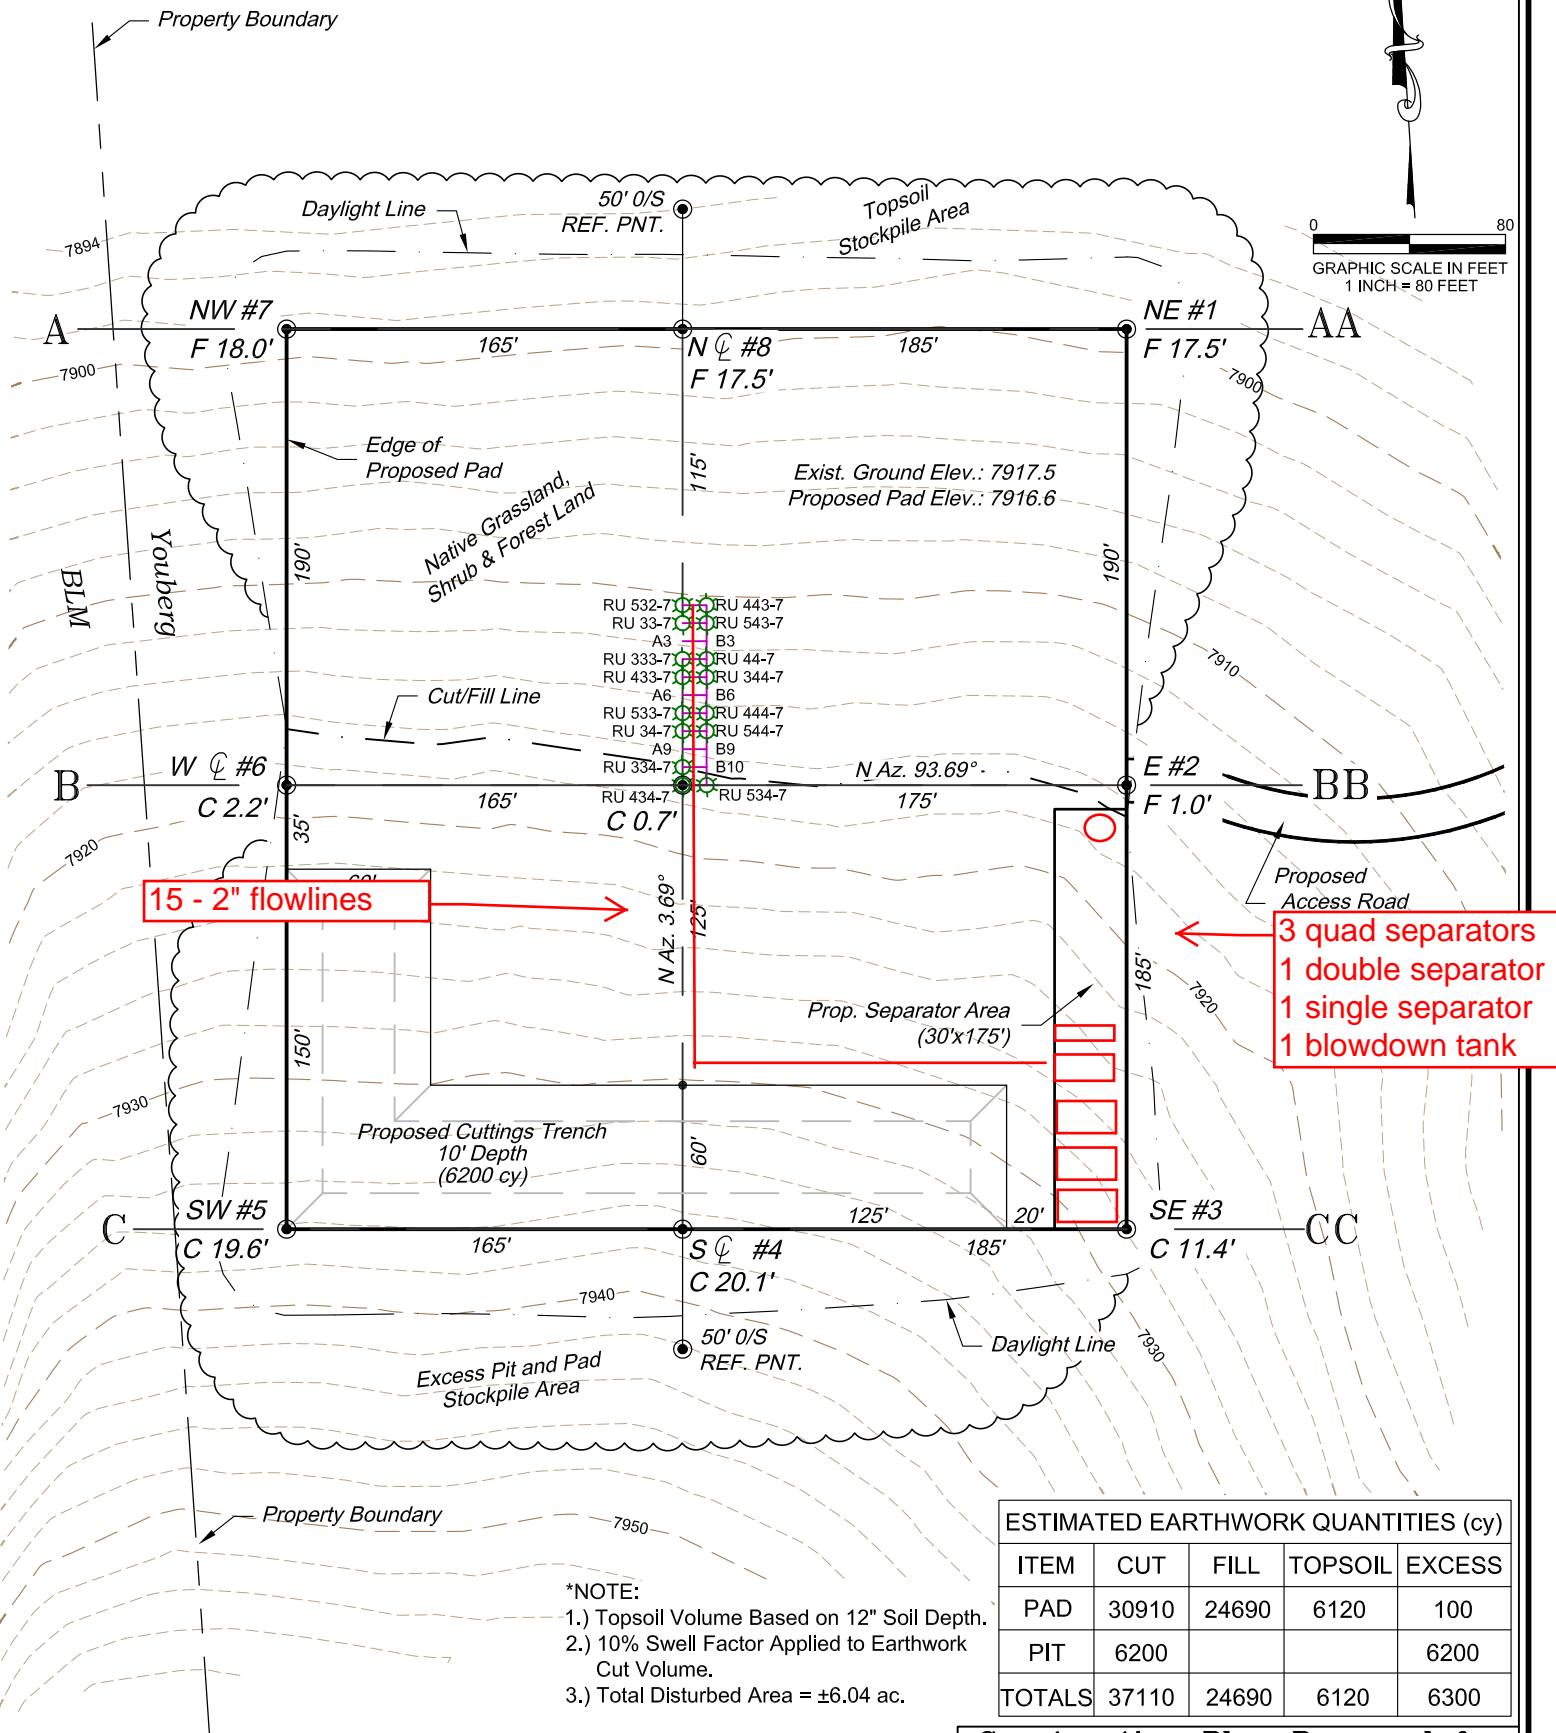 Property Boundary
0 80
GRAPHIC SCALE IN FEET
1 INCH = 80 FEET
50' 0/S
REF. PNT.
Topsoil
Stockpile Area
Daylight Line
7894
NW #7
F 18.0'
A
165'
N ℄ #8
F 17.5'
185'
NE #1
F 17.5'
AA
7900
7900
Edge of
Proposed Pad
115'
Exist. Ground Elev.: 7917.5
Proposed Pad Elev.: 7916.6
Native Grassland,
Shrub & Forest Land
190'
190'
BLM
Youberg
RU 532-7 RU 443-7
RU 33-7 RU 543-7
A3 B3
RU 333-7 RU 44-7
RU 433-7 RU 344-7
A6 B6
RU 533-7 RU 444-7
RU 34-7 RU 544-7
A9 B9
RU 334-7 B10
RU 434-7 RU 534-7
7910
Cut/Fill Line
B
W ℄ #6
C 2.2'
165'
C 0.7'
N Az. 93.69°
175'
E #2
F 1.0'
BB
35'
7920
Proposed
Access Road
15 - 2" flowlines
N Az. 3.69°
125'
3 quad separators
1 double separator
1 single separator
1 blowdown tank
185'
7920
Prop. Separator Area
(30'x175')
150'
7930
Proposed Cuttings Trench
10' Depth
(6200 cy)
60'
C
SW #5
C 19.6'
165'
S ℄ #4
C 20.1'
125'
20'
185'
SE #3
C 11.4'
CC
7940
7930
50' 0/S
REF. PNT.
Daylight Line
Excess Pit and Pad
Stockpile Area
Property Boundary
7950
*NOTE:
1.) Topsoil Volume Based on 12" Soil Depth.
2.) 10% Swell Factor Applied to Earthwork
Cut Volume.
3.) Total Disturbed Area = ±6.04 ac.
ESTIMATED EARTHWORK QUANTITIES (cy)
ITEM CUT FILL TOPSOIL EXCESS
PAD 30910 24690 6120 100
PIT 6200 6200
TOTALS 37110 24690 6120 6300